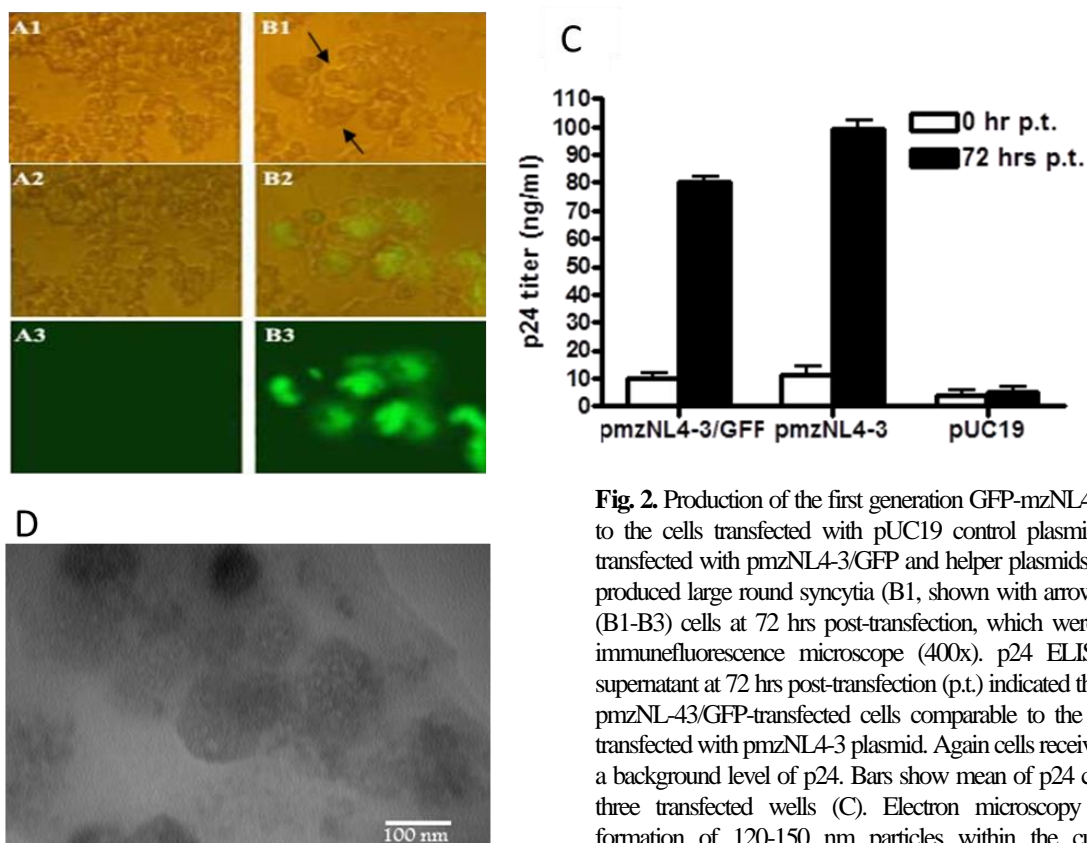 A1
B1
A2
B2
A3
B3
C
110
100
90
80
70
60
50
40
30
20
10
0
p24 titer (ng/ml)
0 hr p.t.
72 hrs p.t.
pmzNL4-3/GFF pmzNL4-3 pUC19
D
100 nm
Fig. 2. Production of the first generation GFP-mzNL4
to the cells transfected with pUC19 control plasmi
transfected with pmzNL4-3/GFP and helper plasmids
produced large round syncytia (B1, shown with arrow
(B1-B3) cells at 72 hrs post-transfection, which were
immunefluorescence microscope (400x). p24 ELIS
supernatant at 72 hrs post-transfection (p.t.) indicated th
pmzNL-43/GFP-transfected cells comparable to the
transfected with pmzNL4-3 plasmid. Again cells receiv
a background level of p24. Bars show mean of p24 c
three transfected wells (C). Electron microscopy
formation of 120-150 nm particles within the cu